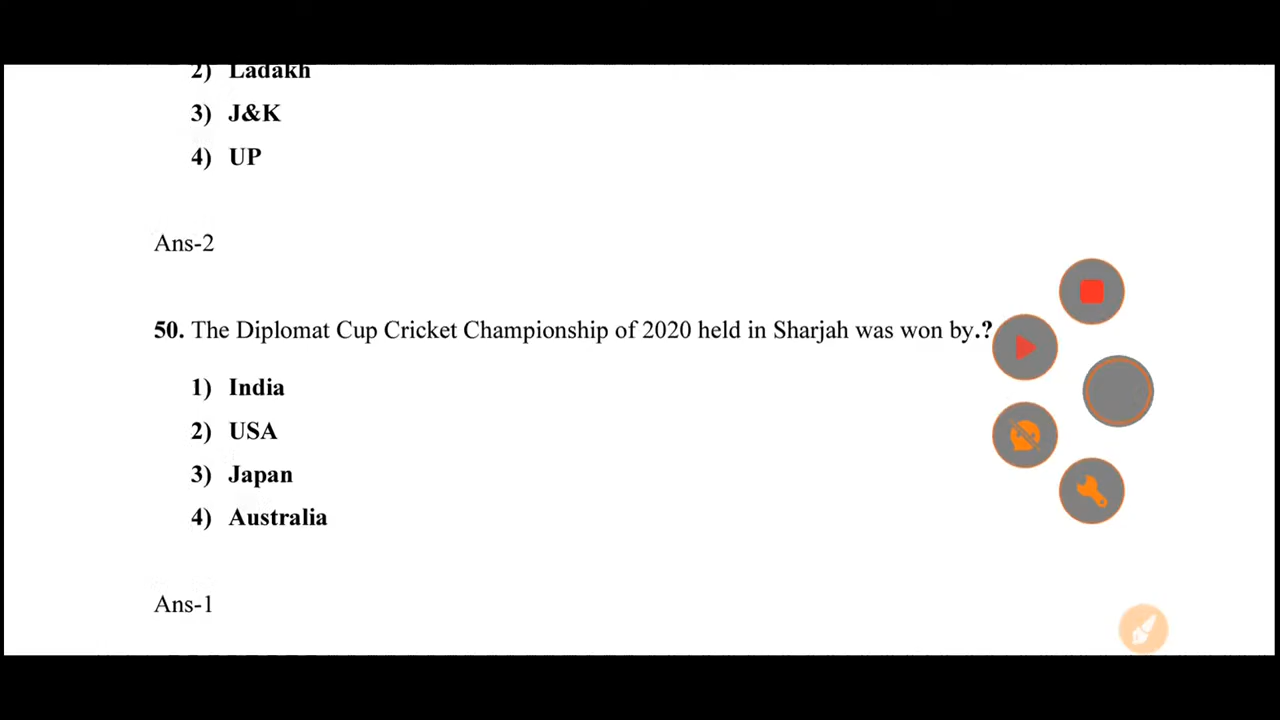 2) Ladakh
3) J&K
4) UP
Ans-2
50. The Diplomat Cup Cricket Championship of 2020 held in Sharjah was won by.?
1) India
2) USA
3) Japan
4) Australia
Ans-1